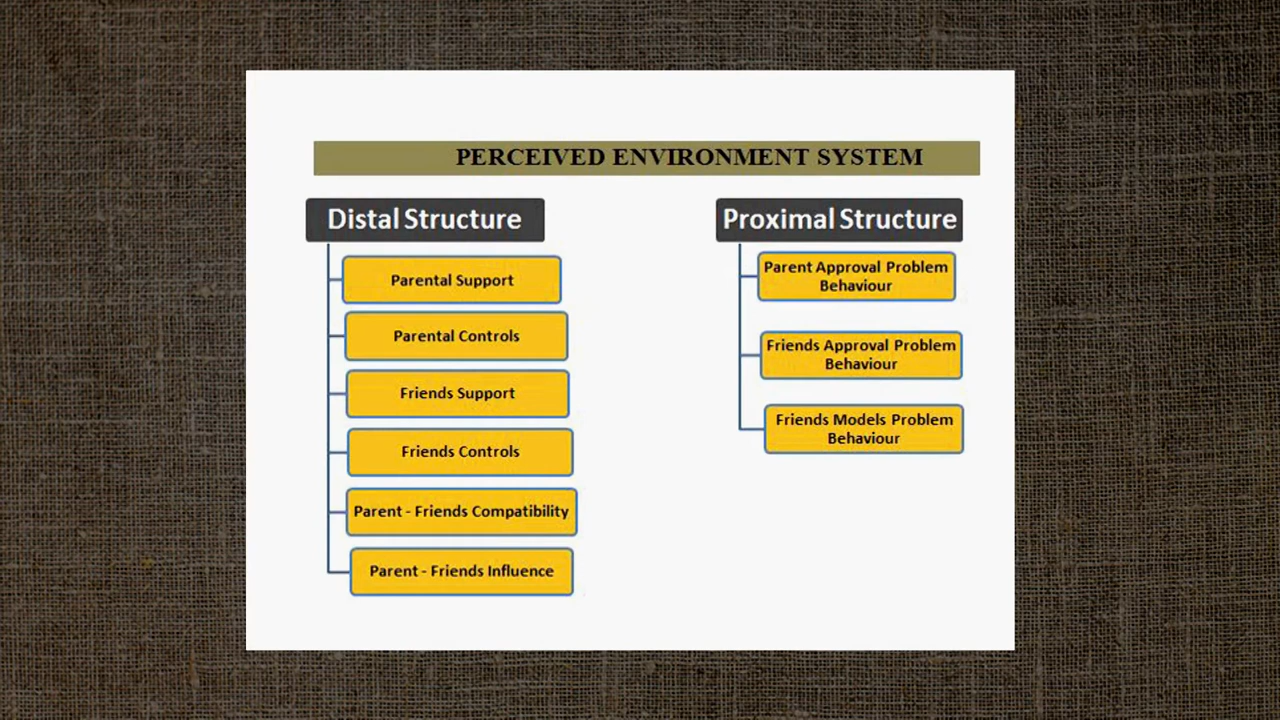 PERCEIVED ENVIRONMENT SYSTEM
Distal Structure
Parental Support
Parental Controls
Friends Support
Friends Controls
Parent - Friends Compatibility
Parent - Friends Influence
Proximal Structure
Parent Approval Problem
Behaviour
Friends Approval Problem
Behaviour
Friends Models Problem
Behaviour